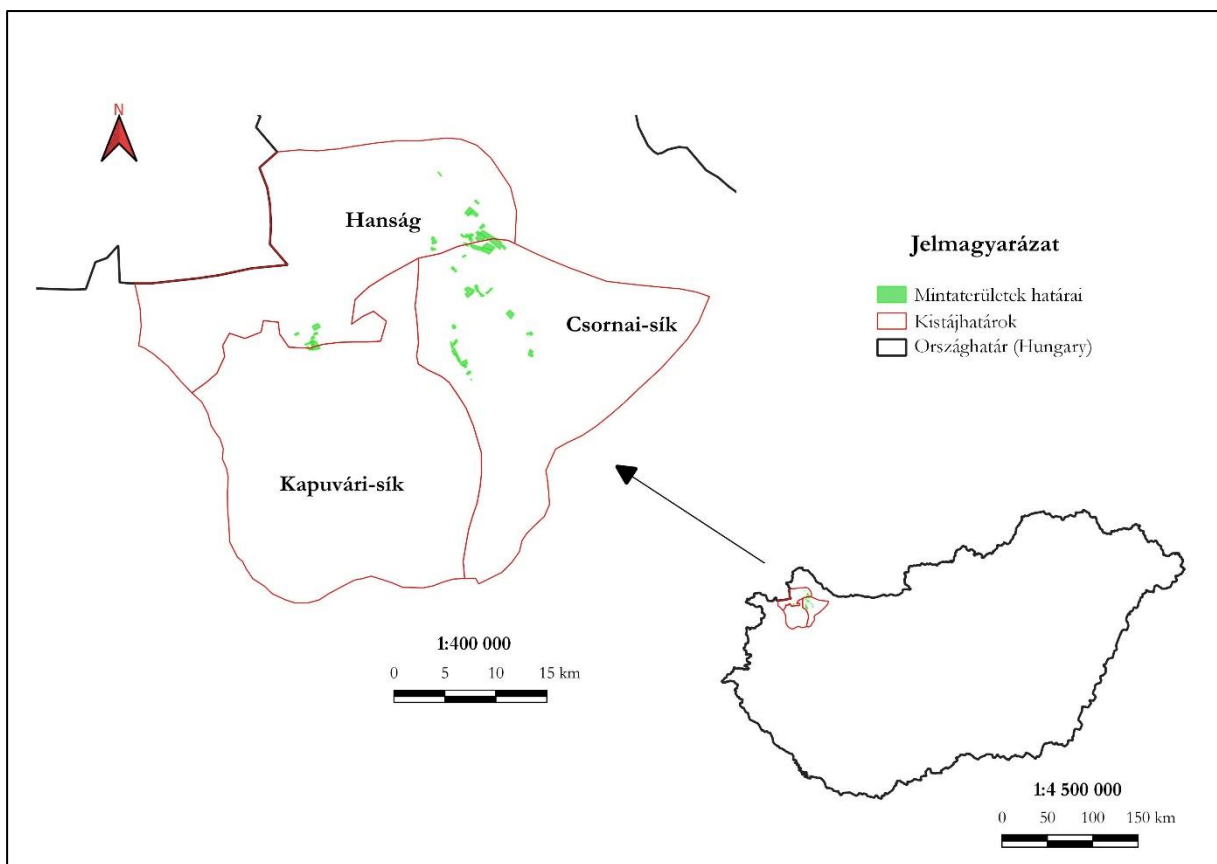 N
Hanság
Csornai-sík
Kapuvári-sík
Jelmagyarázat
Mintaterületek határai
Kistájhatárok
Országhatár (Hungary)
1:400 000
0 5 10 15 km
1:4 500 000
0 50 100 150 km